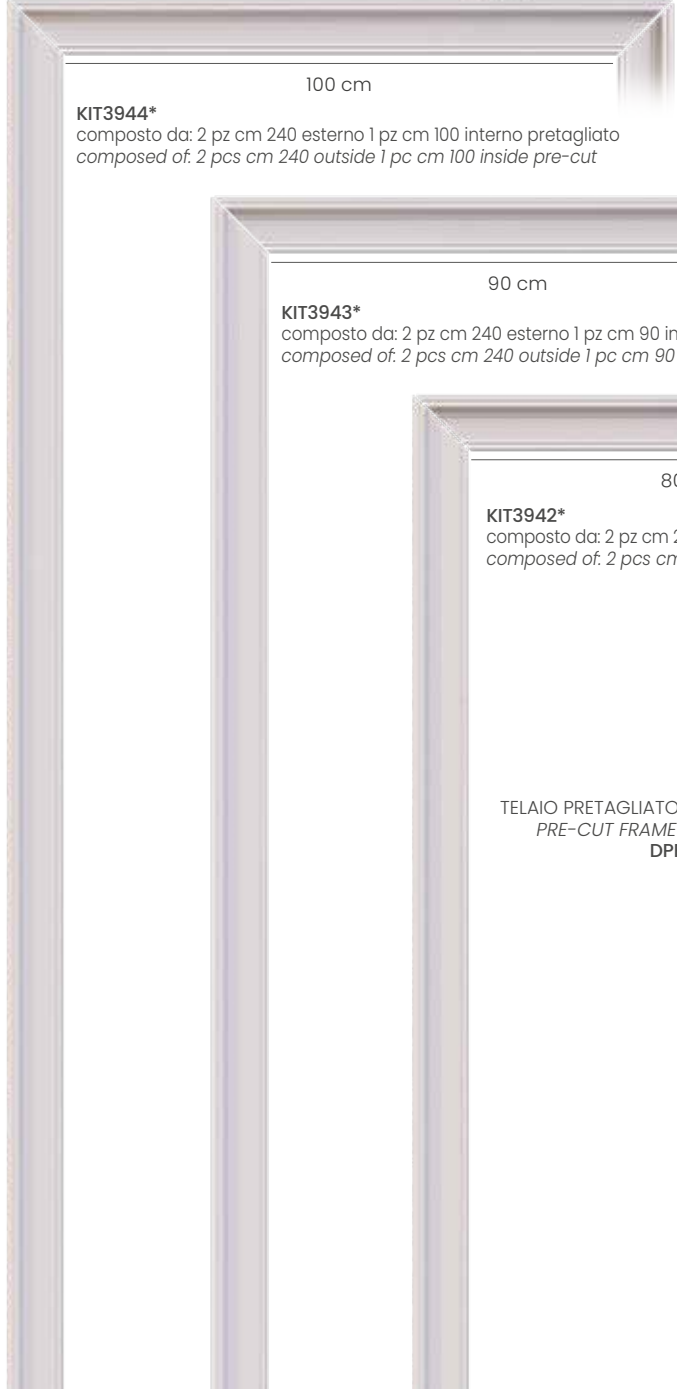 100 cm
KIT3944*
composto da: 2 pz cm 240 esterno 1 pz cm 100 interno pretagliato
composed of: 2 pcs cm 240 outside 1 pc cm 100 inside pre-cut
90 cm
KIT3943*
composto da: 2 pz cm 240 esterno 1 pz cm 90
composed of: 2 pcs cm 240 outside 1 pc cm 90
KIT3942*
composto da: 2 pz cm
composed of: 2 pcs cm
TELAIO PRETAGLIATO
PRE-CUT FRAME